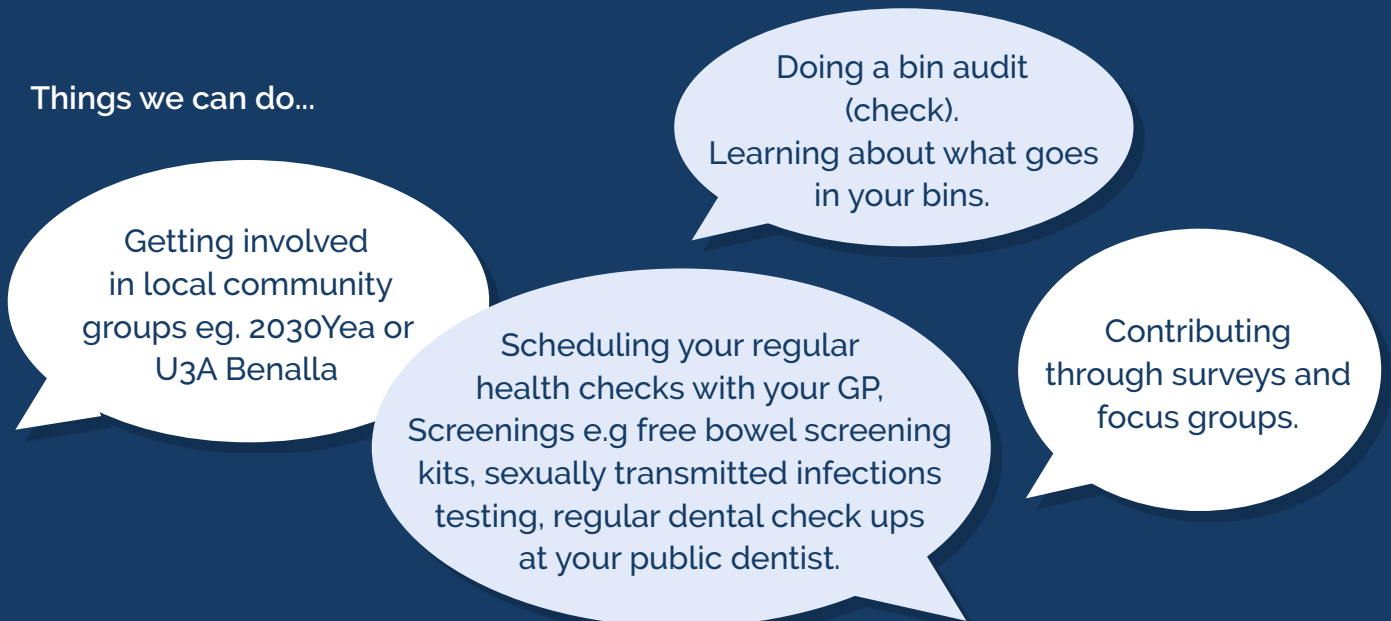 Things we can do...
Getting involved
in local community
groups eg. 2030Yea or
U3A Benalla
Doing a bin audit
(check).
Learning about what goes
in your bins.
Scheduling your regular
health checks with your GP,
Screenings e.g free bowel screening
kits, sexually transmitted infections
testing, regular dental check ups
at your public dentist.
Contributing
through surveys and
focus groups.